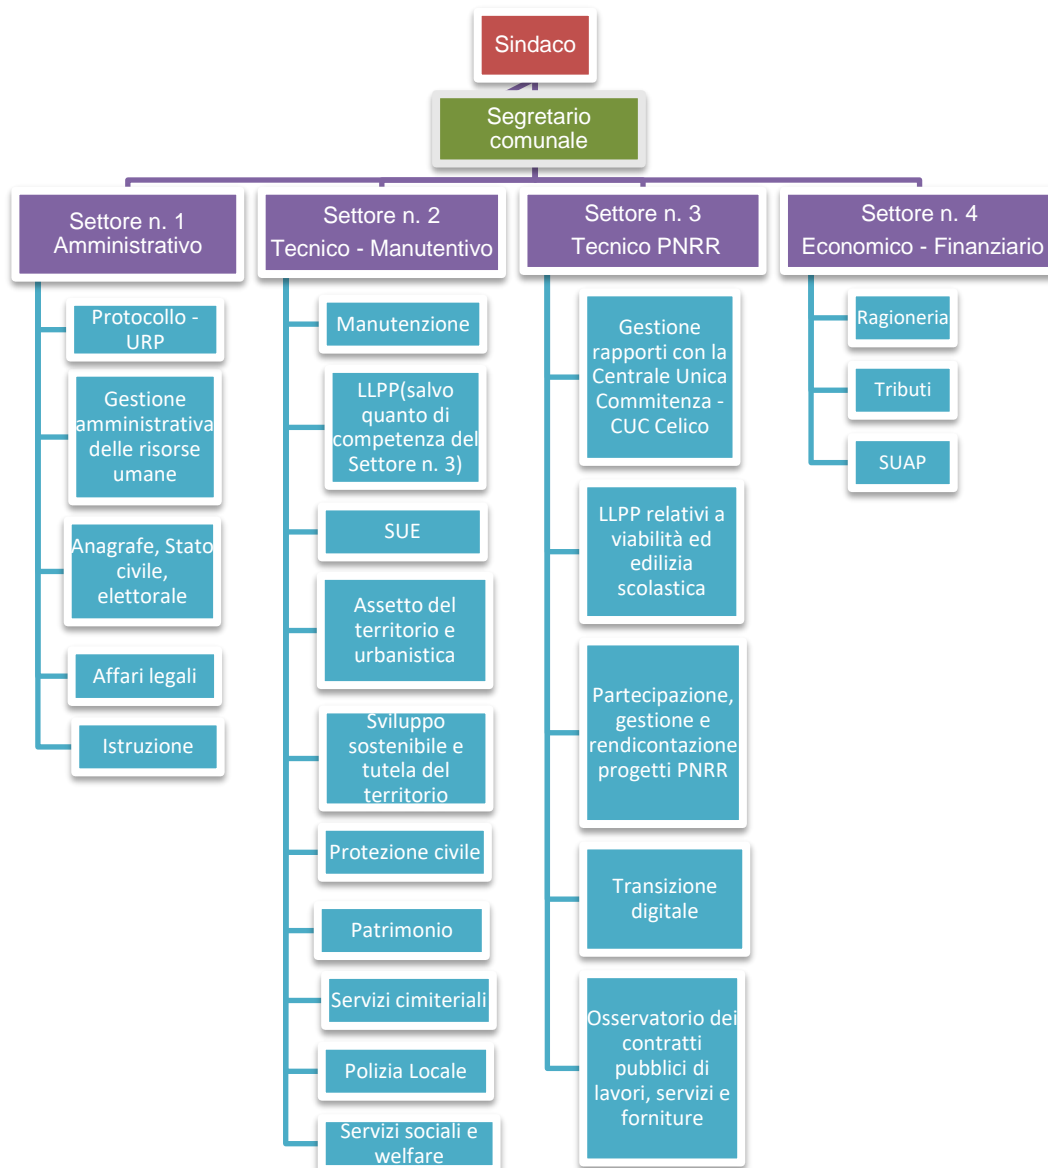 Sindaco
Segretario
comunale
Settore n. 1
Amministrativo
Protocollo -
URP
Gestione
amministrativa
delle risorse
umane
Anagrafe, Stato
civile,
elettorale
Affari legali
Istruzione
Settore n. 2
Tecnico - Manutentivo
Manutenzione
LLPP(salvo
quanto di
competenza del
Settore n. 3)
SUE
Assetto del
territorio e
urbanistica
Sviluppo
sostenibile e
tutela del
territorio
Protezione civile
Patrimonio
Servizi cimiteriali
Polizia Locale
Servizi sociali e
welfare
Settore n. 3
Tecnico PNRR
Gestione
rapporti con la
Centrale Unica
Commitenza -
CUC Celico
LLPP relativi a
viabilità ed
edilizia
scolastica
Partecipazione,
gestione e
rendicontazione
progetti PNRR
Transizione
digitale
Osservatorio dei
contratti
pubblici di
lavori, servizi e
forniture
Settore n. 4
Economico - Finanziario
Ragioneria
Tributi
SUAP